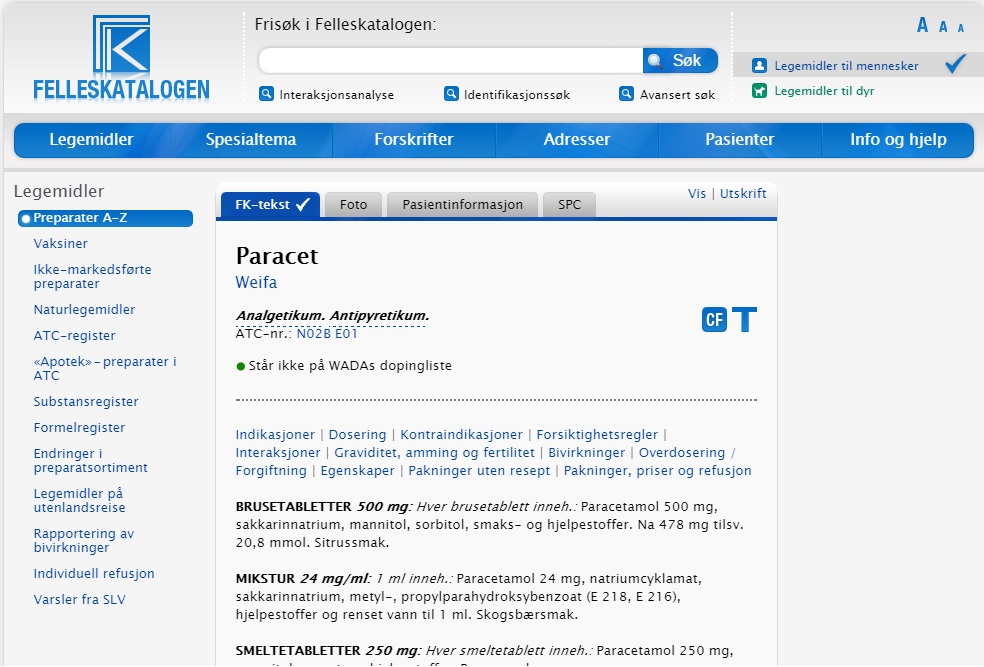 Frisøk i Felleskatalogen:
A A A
FELLESKATALOGEN
Søk
Interaksjonsanalyse Identifikasjonssøk Avansert søk
Legemidler til mennesker
Legemidler til dyr
Legemidler Spesialtema Forskrifter Adresser Pasienter Info og hjelp
Legemidler
Preparater A-Z
Vaksiner
Ikke-markedsførte
preparater
Naturlegemidler
ATC-register
«Apotek»-preparater i
ATC
Substansregister
Formelregister
Endringer i
preparatsortiment
Legemidler på
utenlandsreise
Rapportering av
bivirkninger
Individuell refusjon
Varsler fra SLV
FK-tekst Foto Pasientinformasjon SPC
Vis | Utskrift
Paracet
Weifa
Analgetikum. Antipyretikum.
ATC-nr.: N02B E01
CF T
Står ikke på WADAs dopingliste
Indikasjoner | Dosering | Kontraindikasjoner | Forsiktighetsregler |
Interaksjoner | Graviditet, amming og fertilitet | Bivirkninger | Overdosering /
Forgiftning | Egenskaper | Pakninger uten resept | Pakninger, priser og refusjon
BRUSETABLETTER 500 mg: Hver brusetablett inneh.: Paracetamol 500 mg,
sakkarinnatrium, mannitol, sorbitol, smaks- og hjelpestoffer. Na 478 mg tilsv.
20,8 mmol. Sitrussmak.
MIKSTUR 24 mg/ml: 1 ml inneh.: Paracetamol 24 mg, natriumcyklamat,
sakkarinnatrium, metyl-, propylparahydroksybenzoat (E 218, E 216),
hjelpestoffer og renset vann til 1 ml. Skogsbærsmak.
SMELTETABLETTER 250 mg: Hver smeltetablett inneh.: Paracetamol 250 mg,